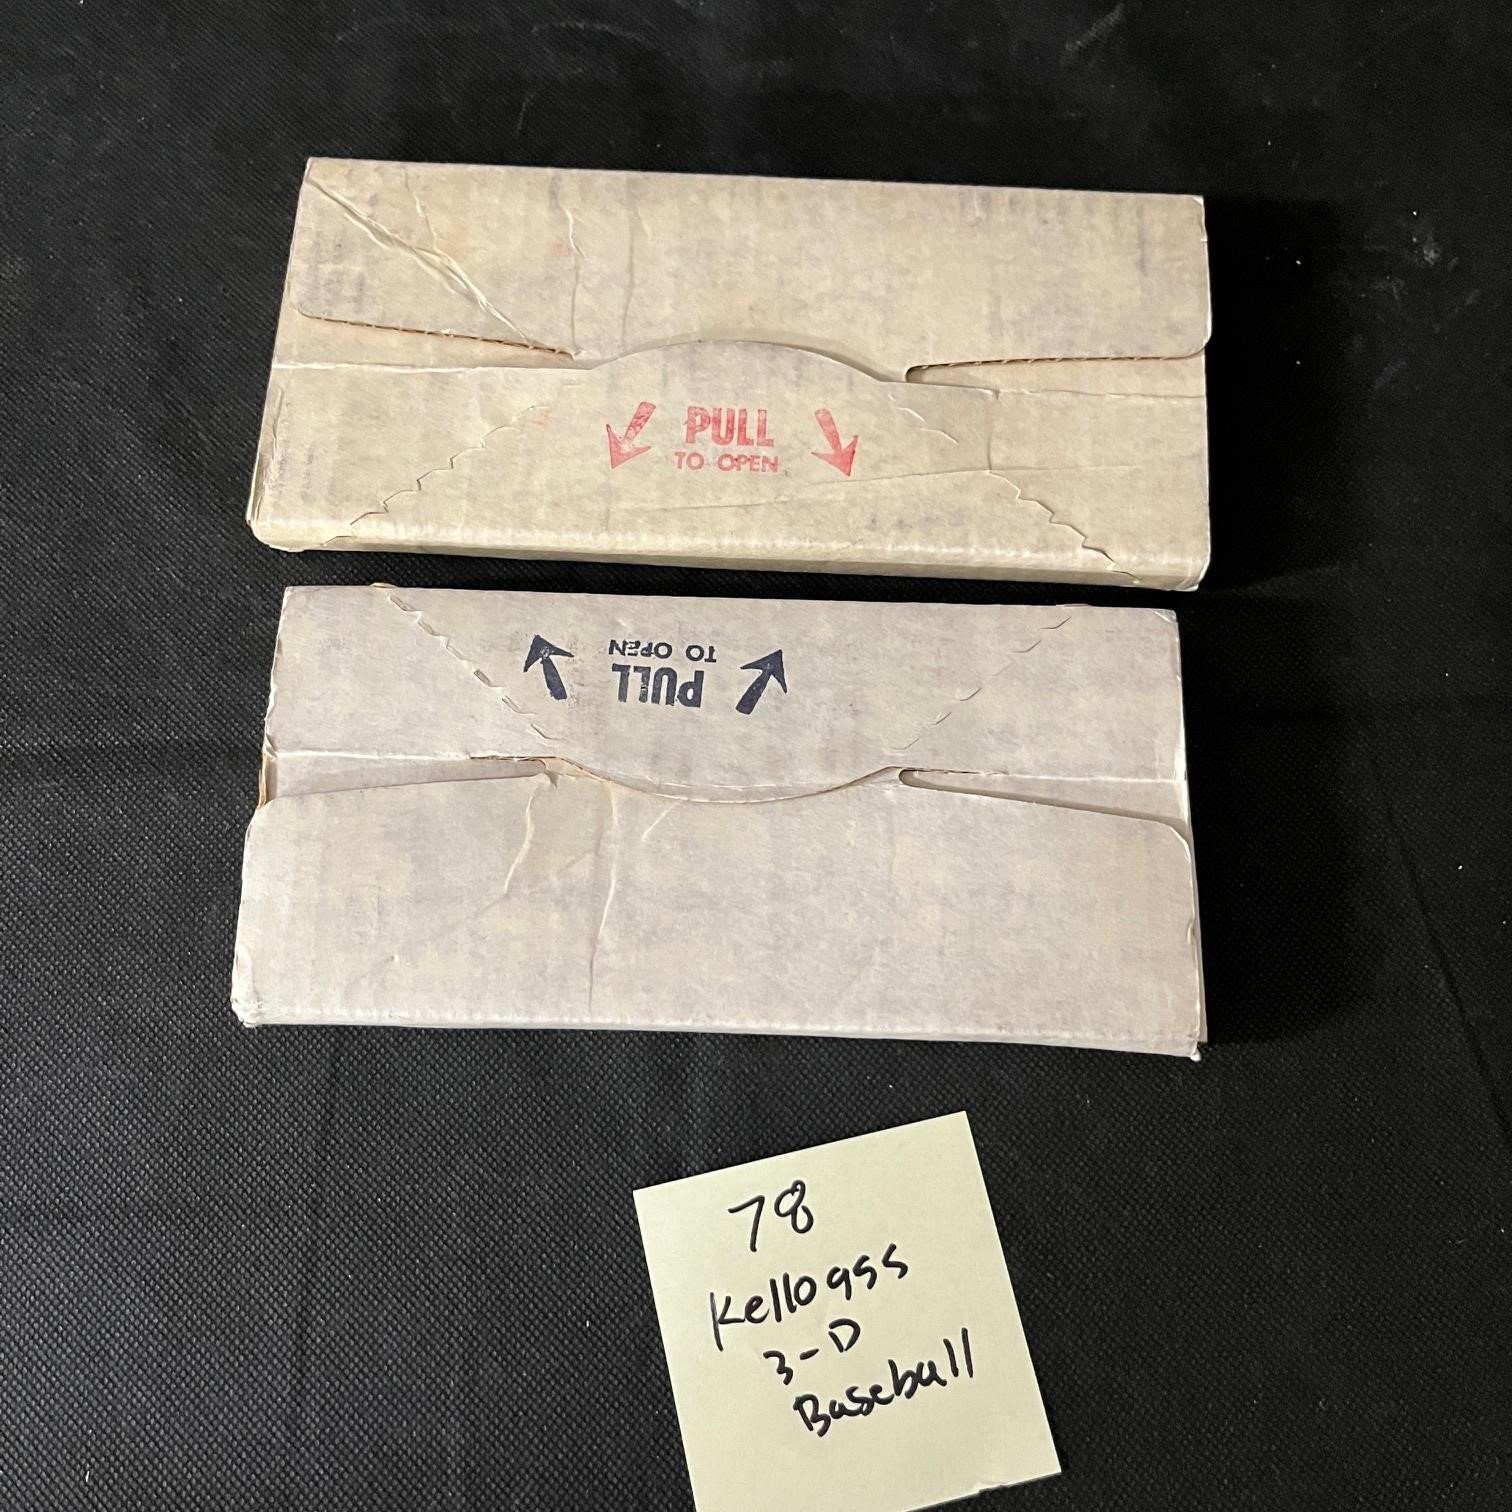 PULL
TO OPEN
PULL
TO OPEN
78
Kelloggs
3-D
Baseball